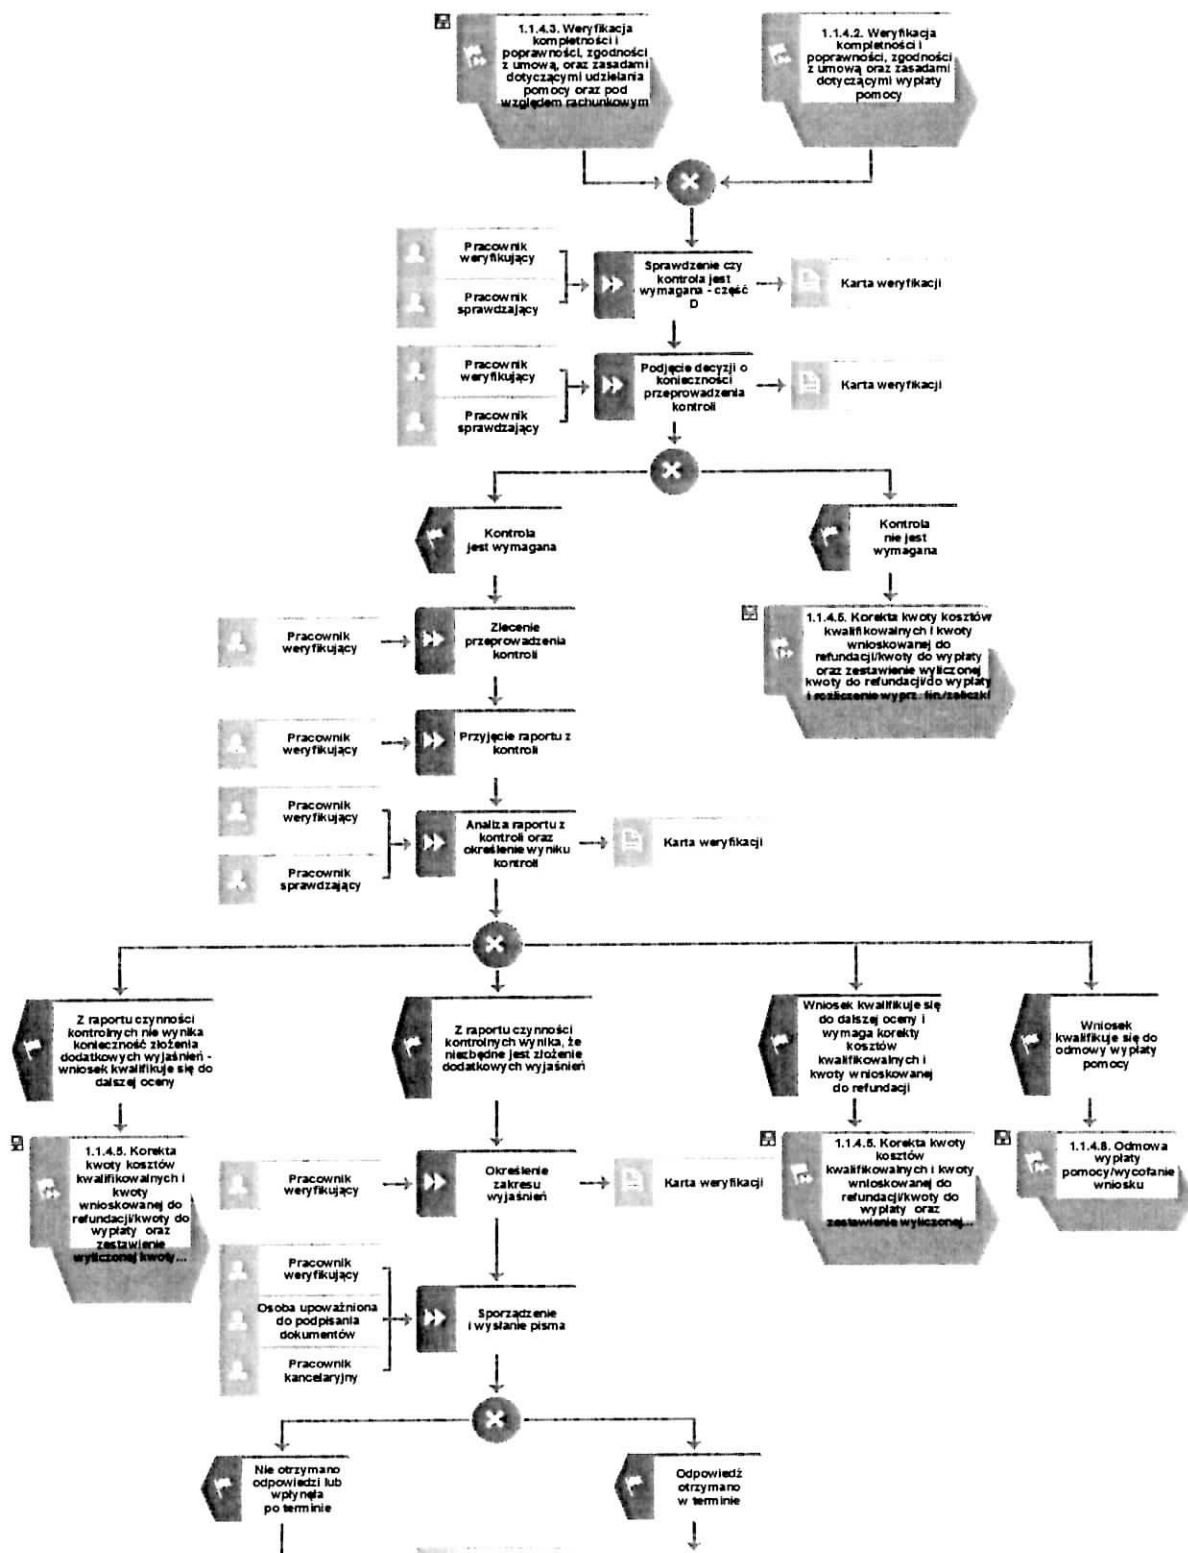 1.1.4.3. Weryfikacja
kompletności i
poprawności, zgodności
z umową, oraz zasadami
dotyczącymi udzielania
pomocy oraz pod
względem rachunkowym
1.1.4.2. Weryfikacja
kompletności i
poprawności, zgodności
z umową oraz zasadami
dotyczącymi wypłaty
pomocy
Pracownik
weryfikujący
Pracownik
sprawdzający
Sprawdzenie czy
kontrola jest
wymagana - część
D
Karta weryfikacji
Pracownik
weryfikujący
Pracownik
sprawdzający
Podjęcie decyzji o
konieczności
przeprowadzenia
kontroli
Karta weryfikacji
Kontrola
jest wymagana
Kontrola
nie jest
wymagana
Pracownik
weryfikujący
Zlecenie
przeprowadzenia
kontroli
1.1.4.5. Korekta kwoty kosztów
kwalifikowalnych i kwoty
wnioskowanej do
refundacji/kwoty do wypłaty
oraz zestawienie wyliczonej
kwoty do refundacji/do wypłaty
i rozliczenie wyprz. fin./zaliczki
Pracownik
weryfikujący
Przyjęcie raportu z
kontroli
Pracownik
weryfikujący
Pracownik
sprawdzający
Analiza raportu z
kontroli oraz
określenie wyniku
kontroli
Karta weryfikacji
Z raportu czynności
kontrolnych nie wynika
konieczność złożenia
dodatkowych wyjaśnień -
wniosek kwalifikuje się do
dalszej oceny
Z raportu czynności
kontrolnych wynika, że
niezbędne jest złożenie
dodatkowych wyjaśnień
Wniosek kwalifikuje się
do dalszej oceny i
wymaga korekty
kosztów
kwalifikowalnych i
kwoty wnioskowanej
do refundacji
Wniosek
kwalifikuje się do
odmowy wypłaty
pomocy
1.1.4.5. Korekta
kwoty kosztów
kwalifikowalnych i
kwoty
wnioskowanej do
refundacji/kwoty do
wypłaty oraz
zestawienie
wyliczonej kwoty...
Pracownik
weryfikujący
Określenie
zakresu
wyjaśnień
Karta weryfikacji
1.1.4.5. Korekta kwoty
kosztów
kwalifikowalnych i kwoty
wnioskowanej do
refundacji/kwoty do
wypłaty oraz
zestawienie wyliczonej...
1.1.4.8. Odmowa
wypłaty
pomocy/wycofanie
wniosku
Pracownik
weryfikujący
Osoba upoważniona
do podpisania
dokumentów
Pracownik
kancelaryjny
Sporządzenie
i wysłanie pisma
Nie otrzymano
odpowiedzi lub
wpłynęła
po terminie
Odpowiedź
otrzymano
w terminie